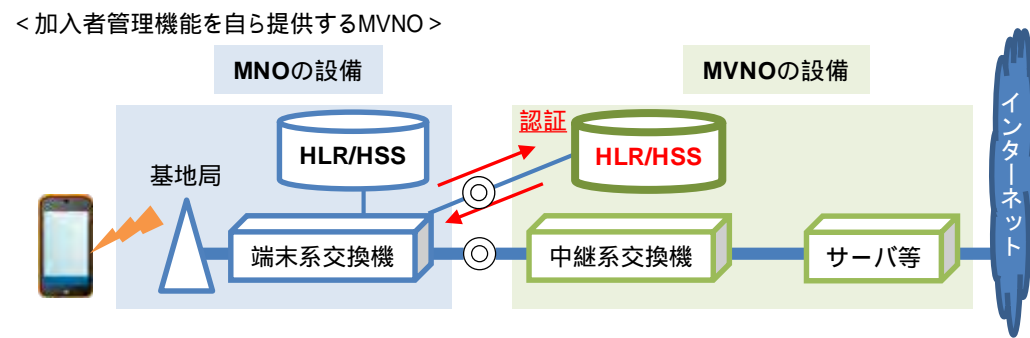 <加入者管理機能を自ら提供するMVNO>
MNOの設備
MVNOの設備
認証
HLR/HSS
HLR/HSS
基地局
端末系交換機
中継系交換機
サーバ等
インターネット